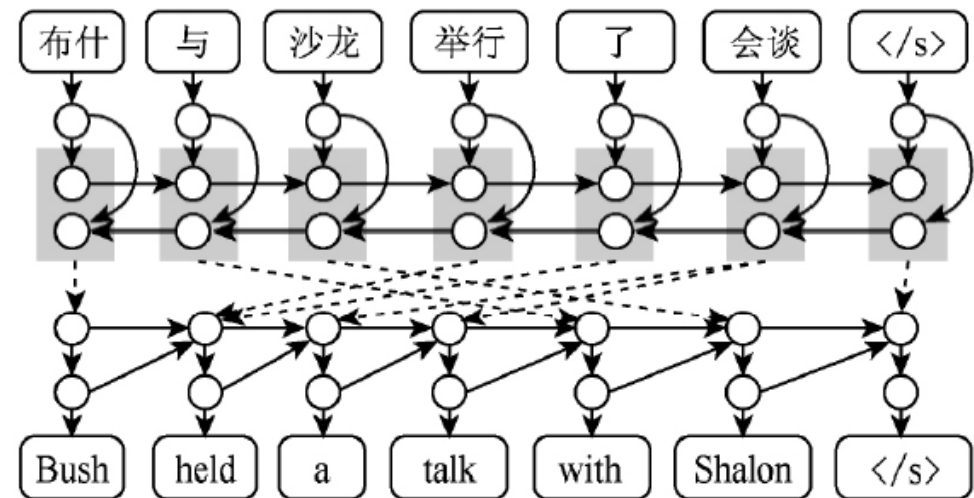 布什 与 沙龙 举行 了 会谈 </s>
Bush held a talk with Shalon </s>